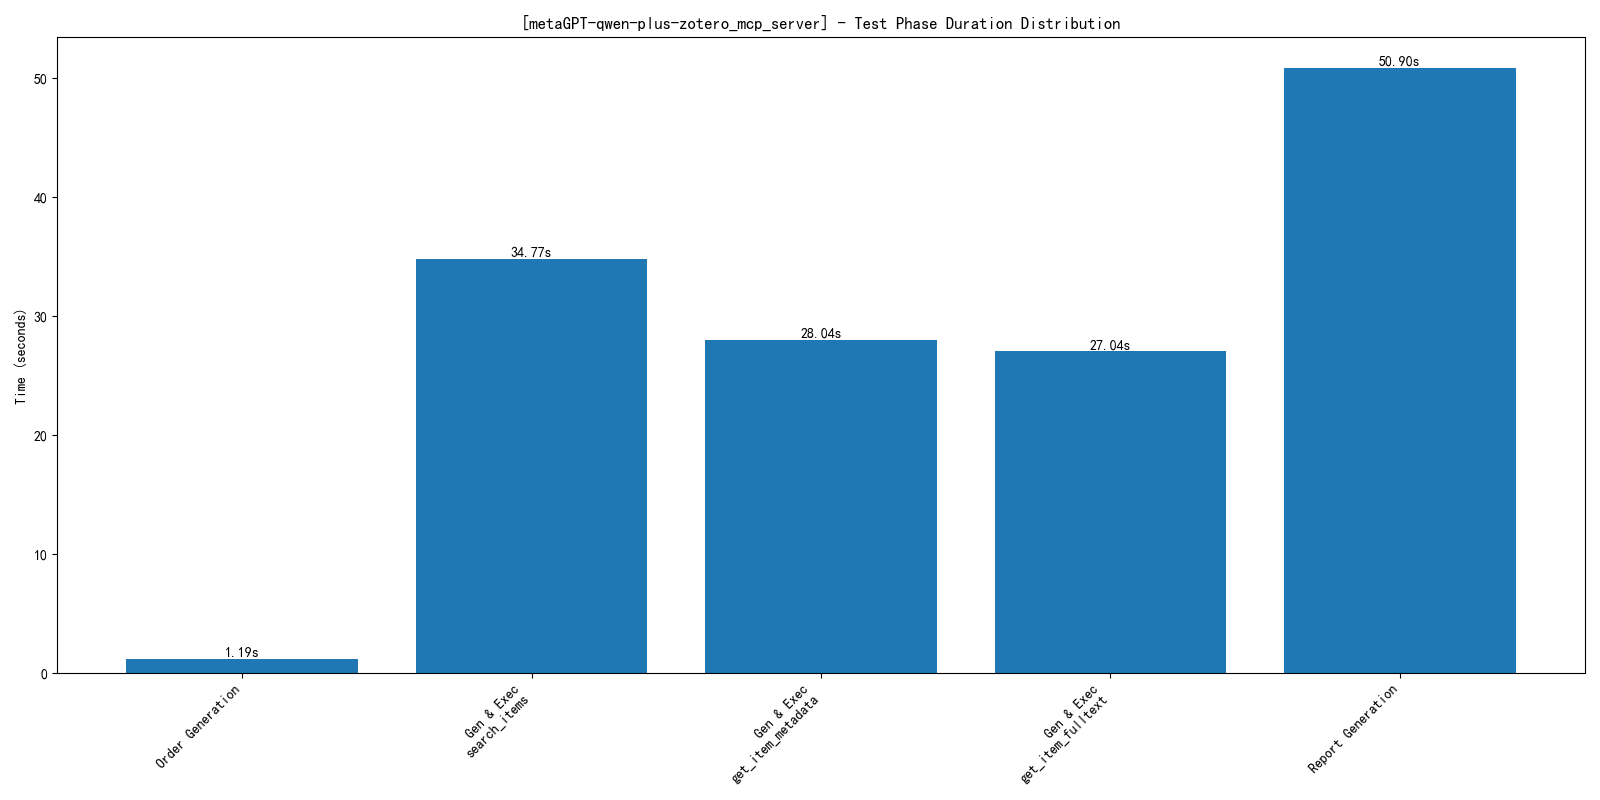 [metaGPT-qwen-plus-zotero_mcp_server] - Test Phase Duration Distribution
Time (seconds)
50
40
30
20
10
0
1.19s
34.77s
28.04s
27.04s
50.90s
Order Generation
Gen & Exec
search_items
Gen & Exec
get_item_metadata
Gen & Exec
get_item_fulltext
Report Generation